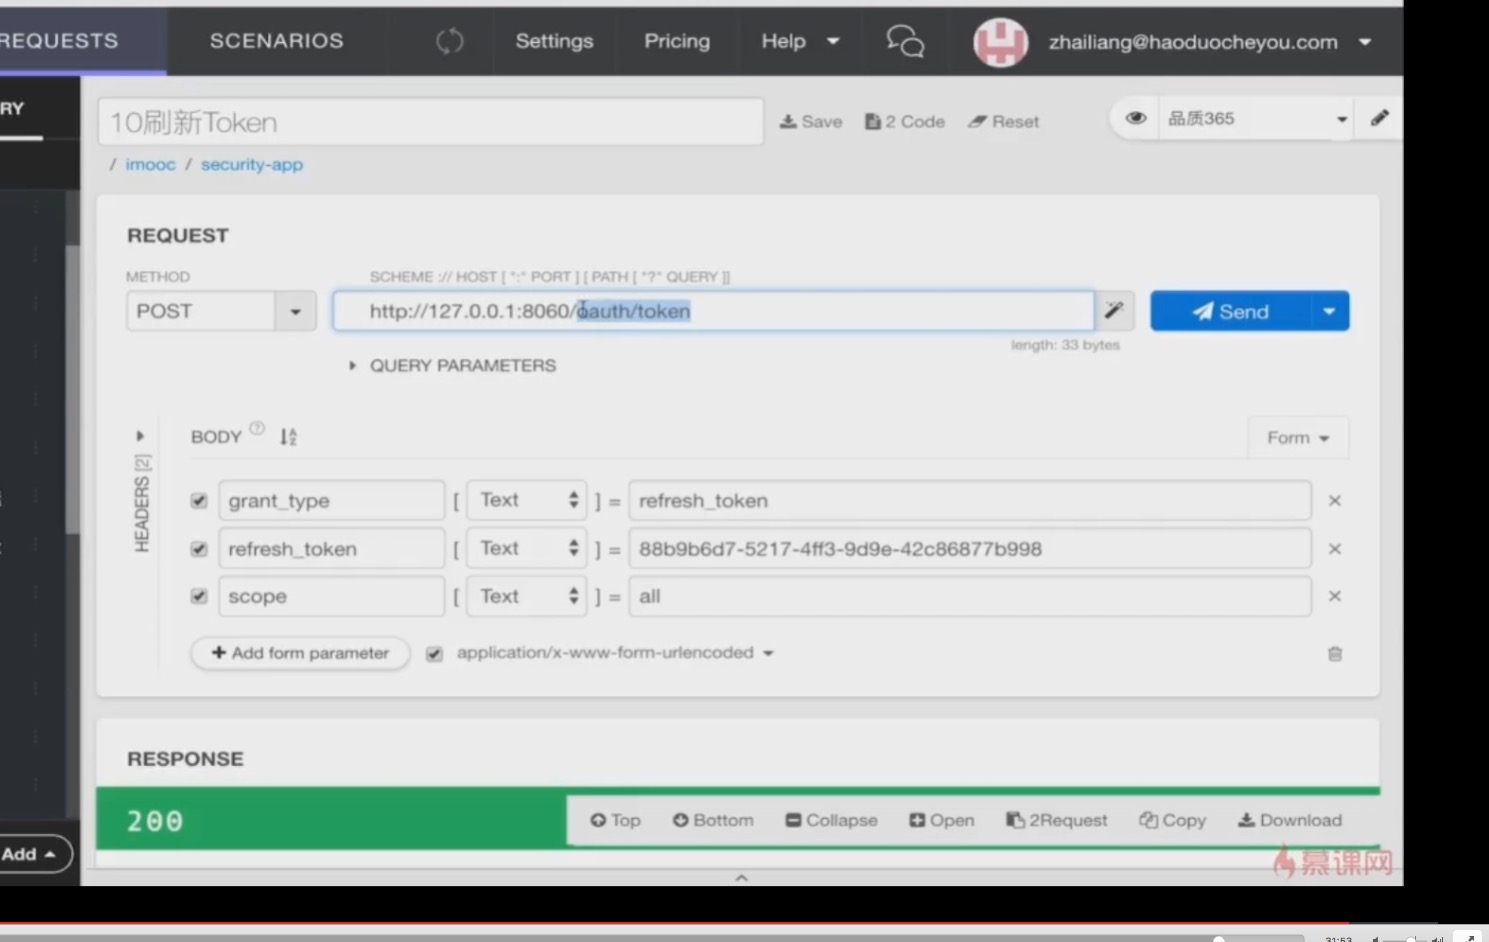 REQUESTS SCENARIOS Settings Pricing Help zhailiang@haoduocheyou.com
RY
10刷新Token Save 2 Code Reset 品质365
/ imooc / security-app
REQUEST
METHOD SCHEME :// HOST [ ":" PORT ] [ PATH [ "?" QUERY ]]
POST http://127.0.0.1:8060/oauth/token Send
length: 33 bytes
QUERY PARAMETERS
HEADERS [2]
BODY ? Form
grant_type [ Text ] = refresh_token ×
refresh_token [ Text ] = 88b9b6d7-5217-4ff3-9d9e-42c86877b998 ×
scope [ Text ] = all ×
+ Add form parameter application/x-www-form-urlencoded
RESPONSE
200 Top Bottom Collapse Open 2Request Copy Download
Add
慕课网
31:53